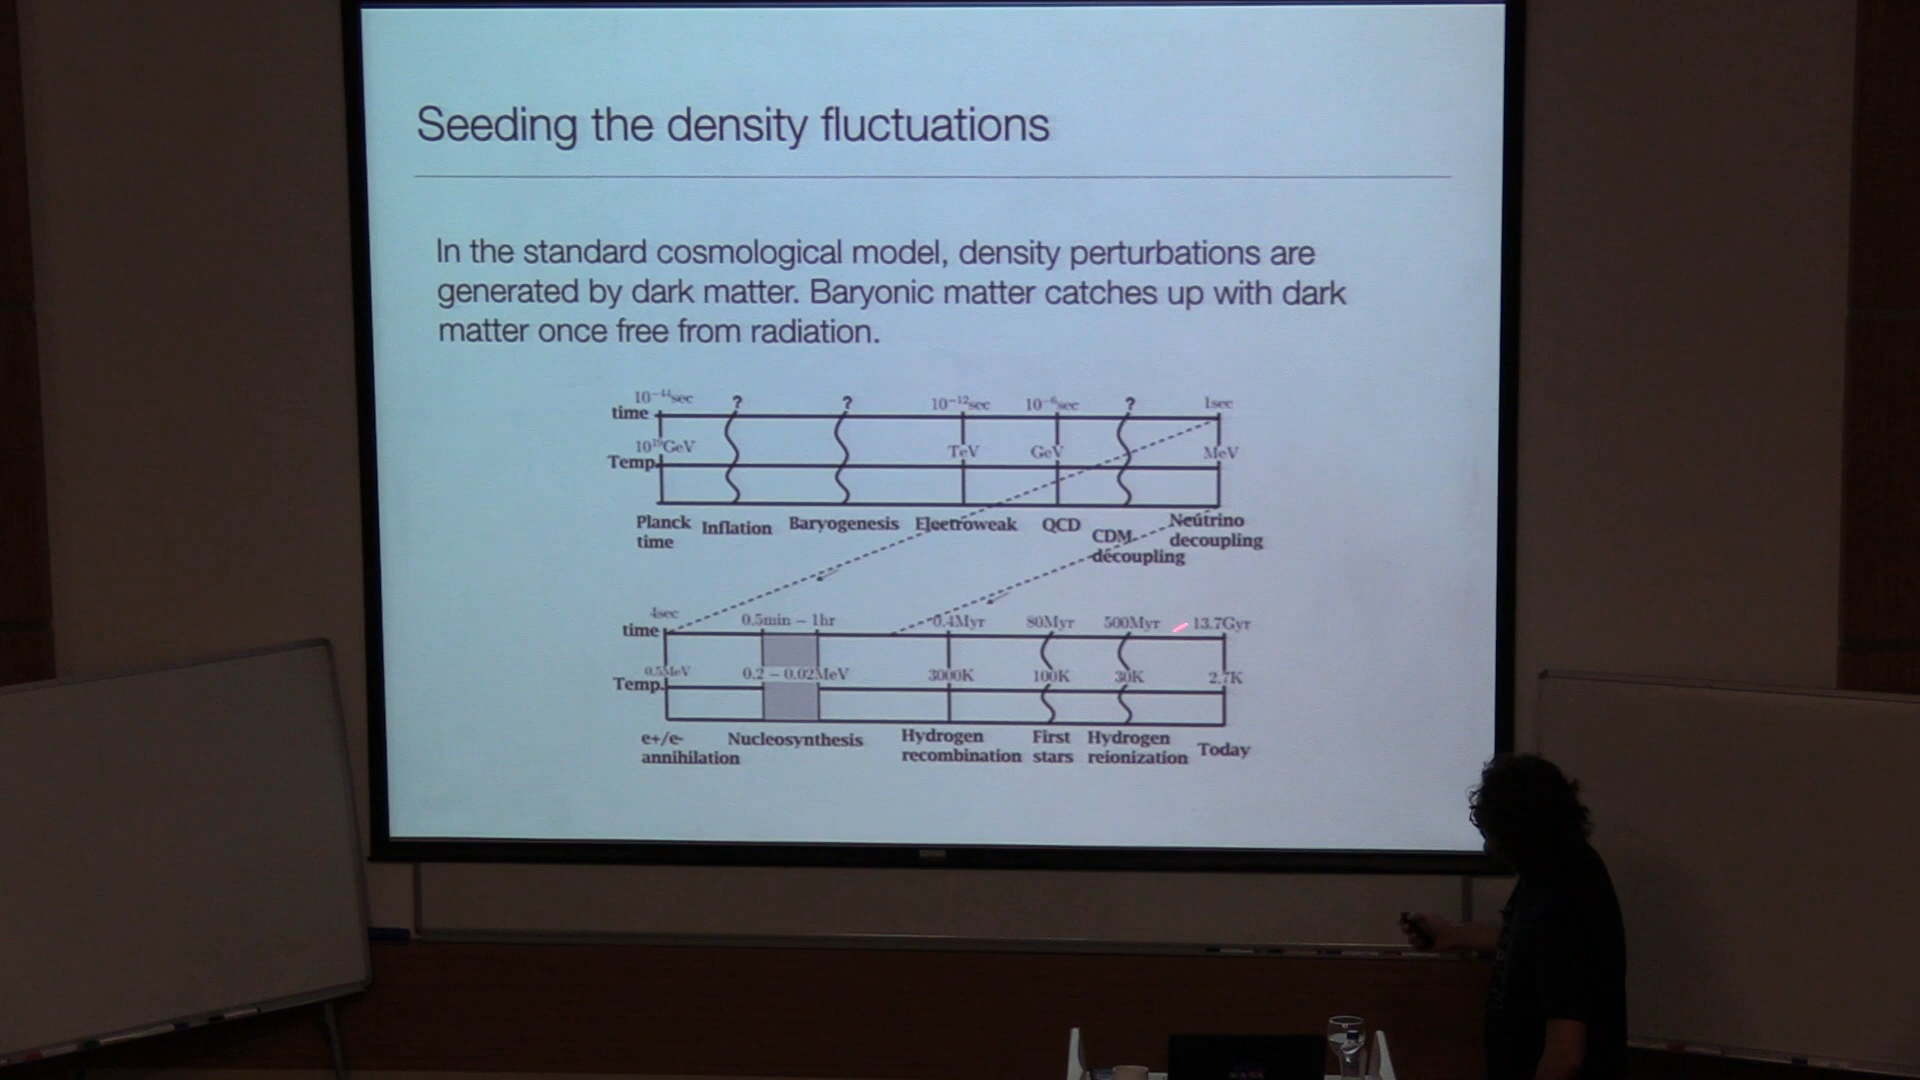 Seeding the density fluctuations
In the standard cosmological model, density perturbations are
generated by dark matter. Baryonic matter catches up with dark
matter once free from radiation.
10⁻⁴⁴sec ? ? 10⁻¹²sec 10⁻⁶sec ? 1sec
time
10¹⁹GeV TeV GeV MeV
Temp.
Planck time Inflation Baryogenesis Electroweak QCD CDM decoupling Neutrino decoupling
4sec 0.5min – 1hr 0.4Myr 80Myr 500Myr 13.7Gyr
time
0.5MeV 0.2 – 0.02MeV 3000K 100K 30K 2.7K
Temp.
e+/e- annihilation Nucleosynthesis Hydrogen recombination First stars Hydrogen reionization Today